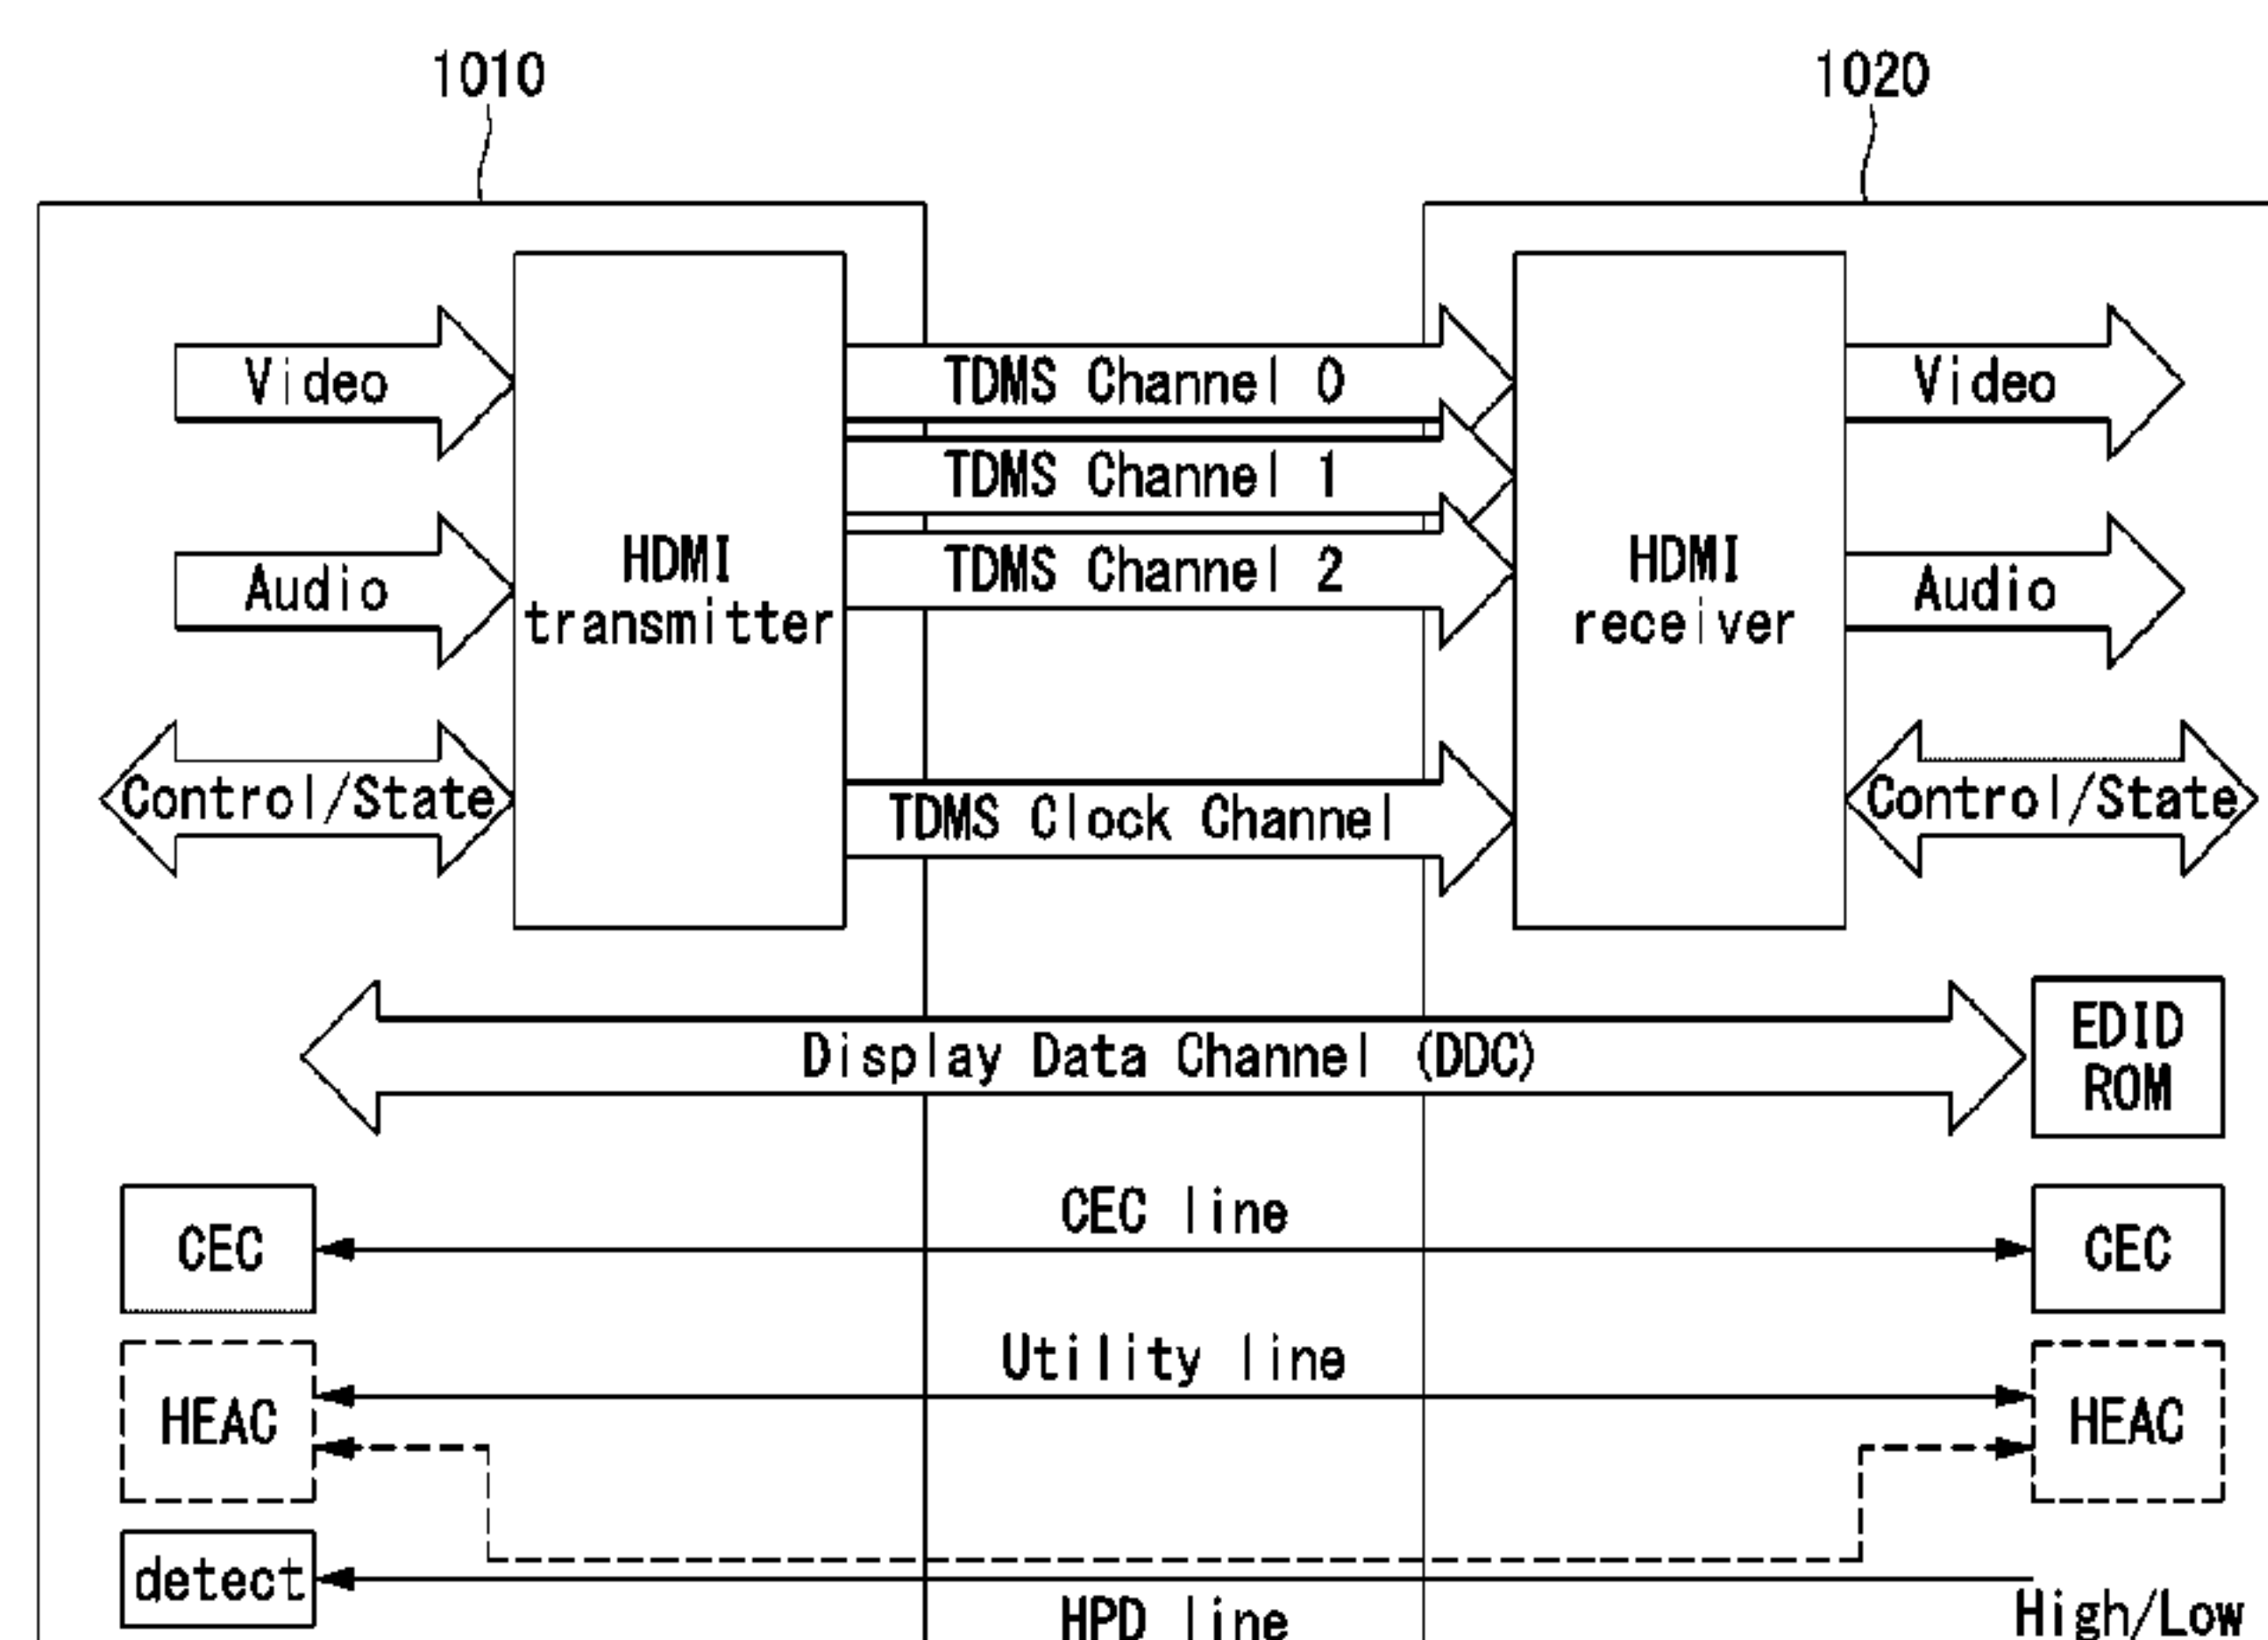 1010
1020
Video
TDMS Channel 0
Video
TDMS Channel 1
HDMI
transmitter
TDMS Channel 2
HDMI
receiver
Audio
Audio
Control/State
TDMS Clock Channel
Control/State
Display Data Channel (DDC)
EDID
ROM
CEC line
CEC
CEC
Utility line
HEAC
HEAC
detect
HPD line
High/Low